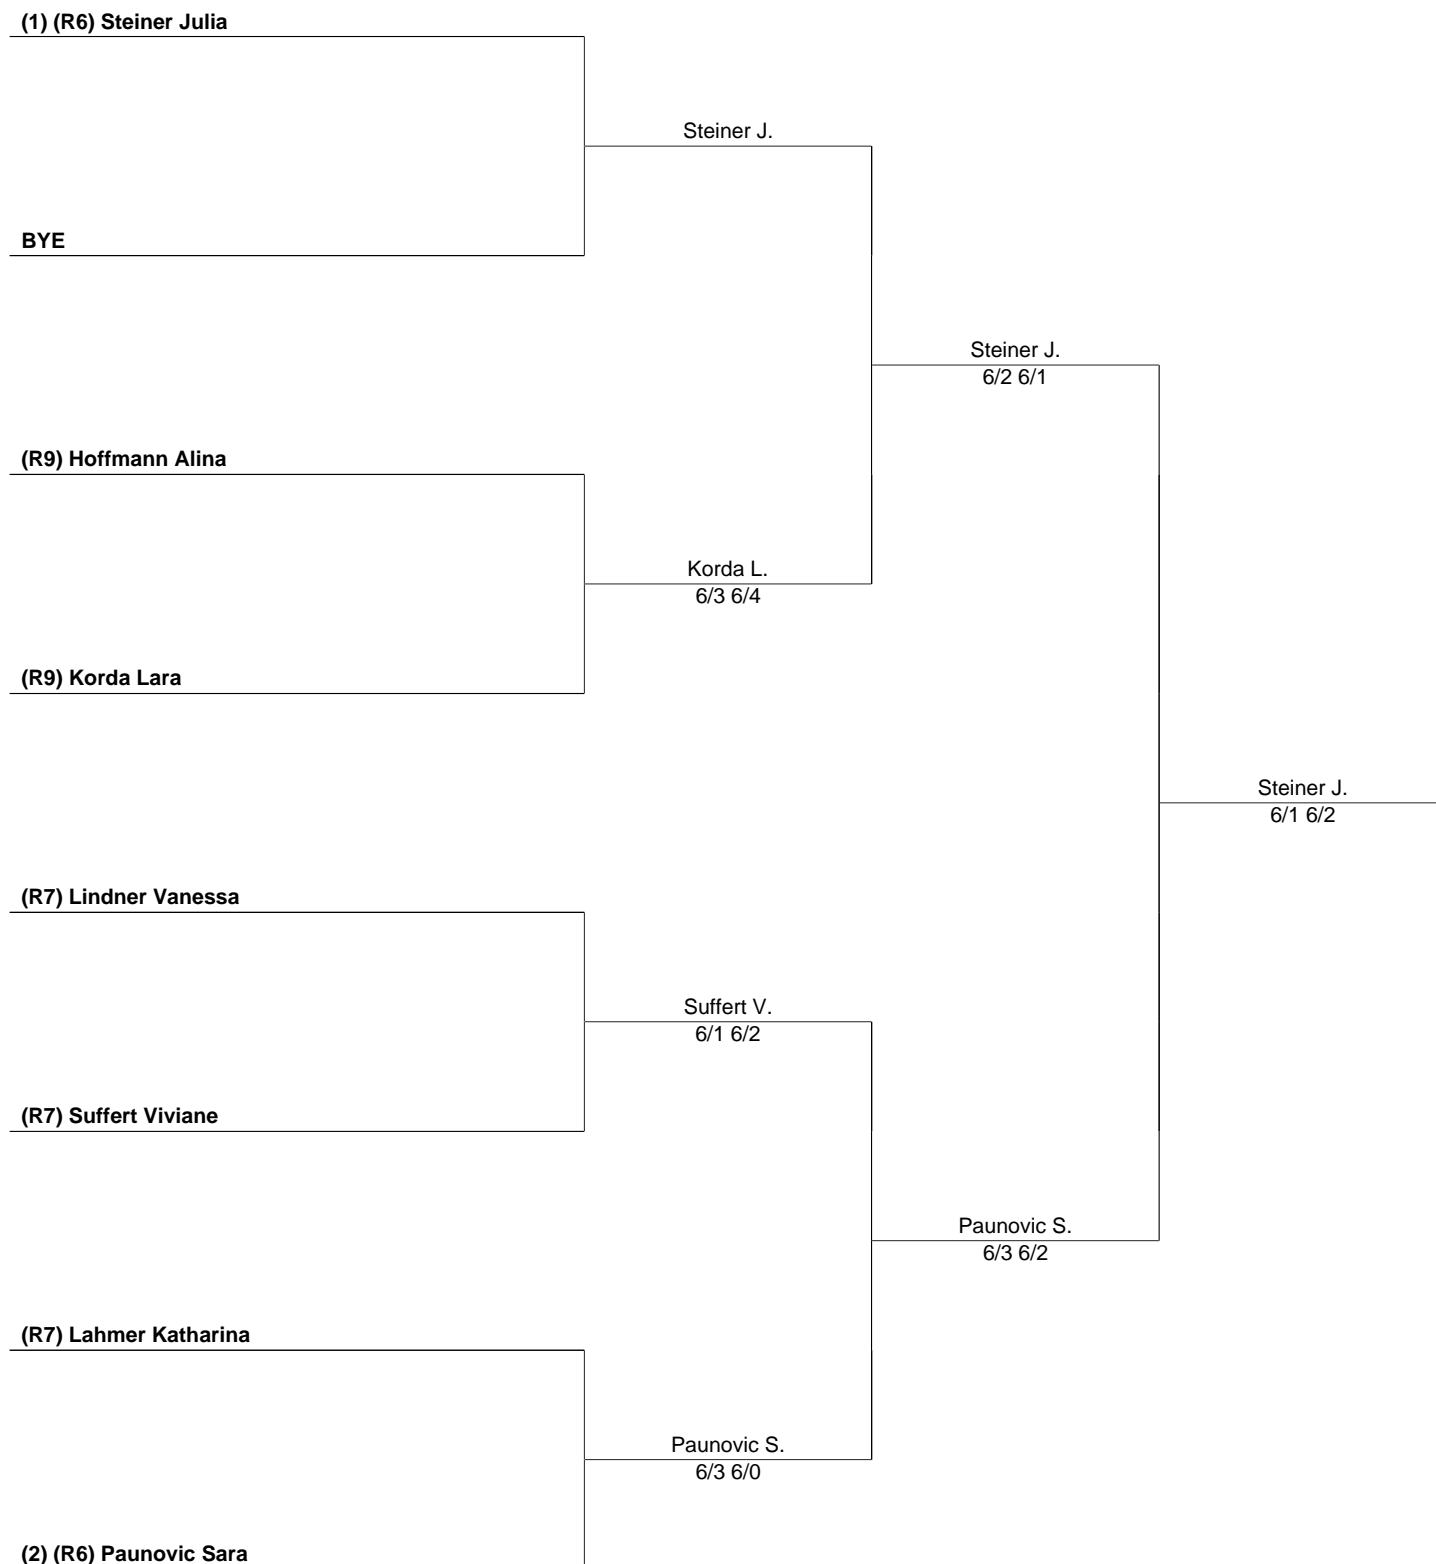 (1) (R6) Steiner Julia
Steiner J.
BYE
Steiner J.
6/2 6/1
(R9) Hoffmann Alina
Korda L.
6/3 6/4
(R9) Korda Lara
Steiner J.
6/1 6/2
(R7) Lindner Vanessa
Suffert V.
6/1 6/2
(R7) Suffert Viviane
Paunovic S.
6/3 6/2
(R7) Lahmer Katharina
Paunovic S.
6/3 6/0
(2) (R6) Paunovic Sara